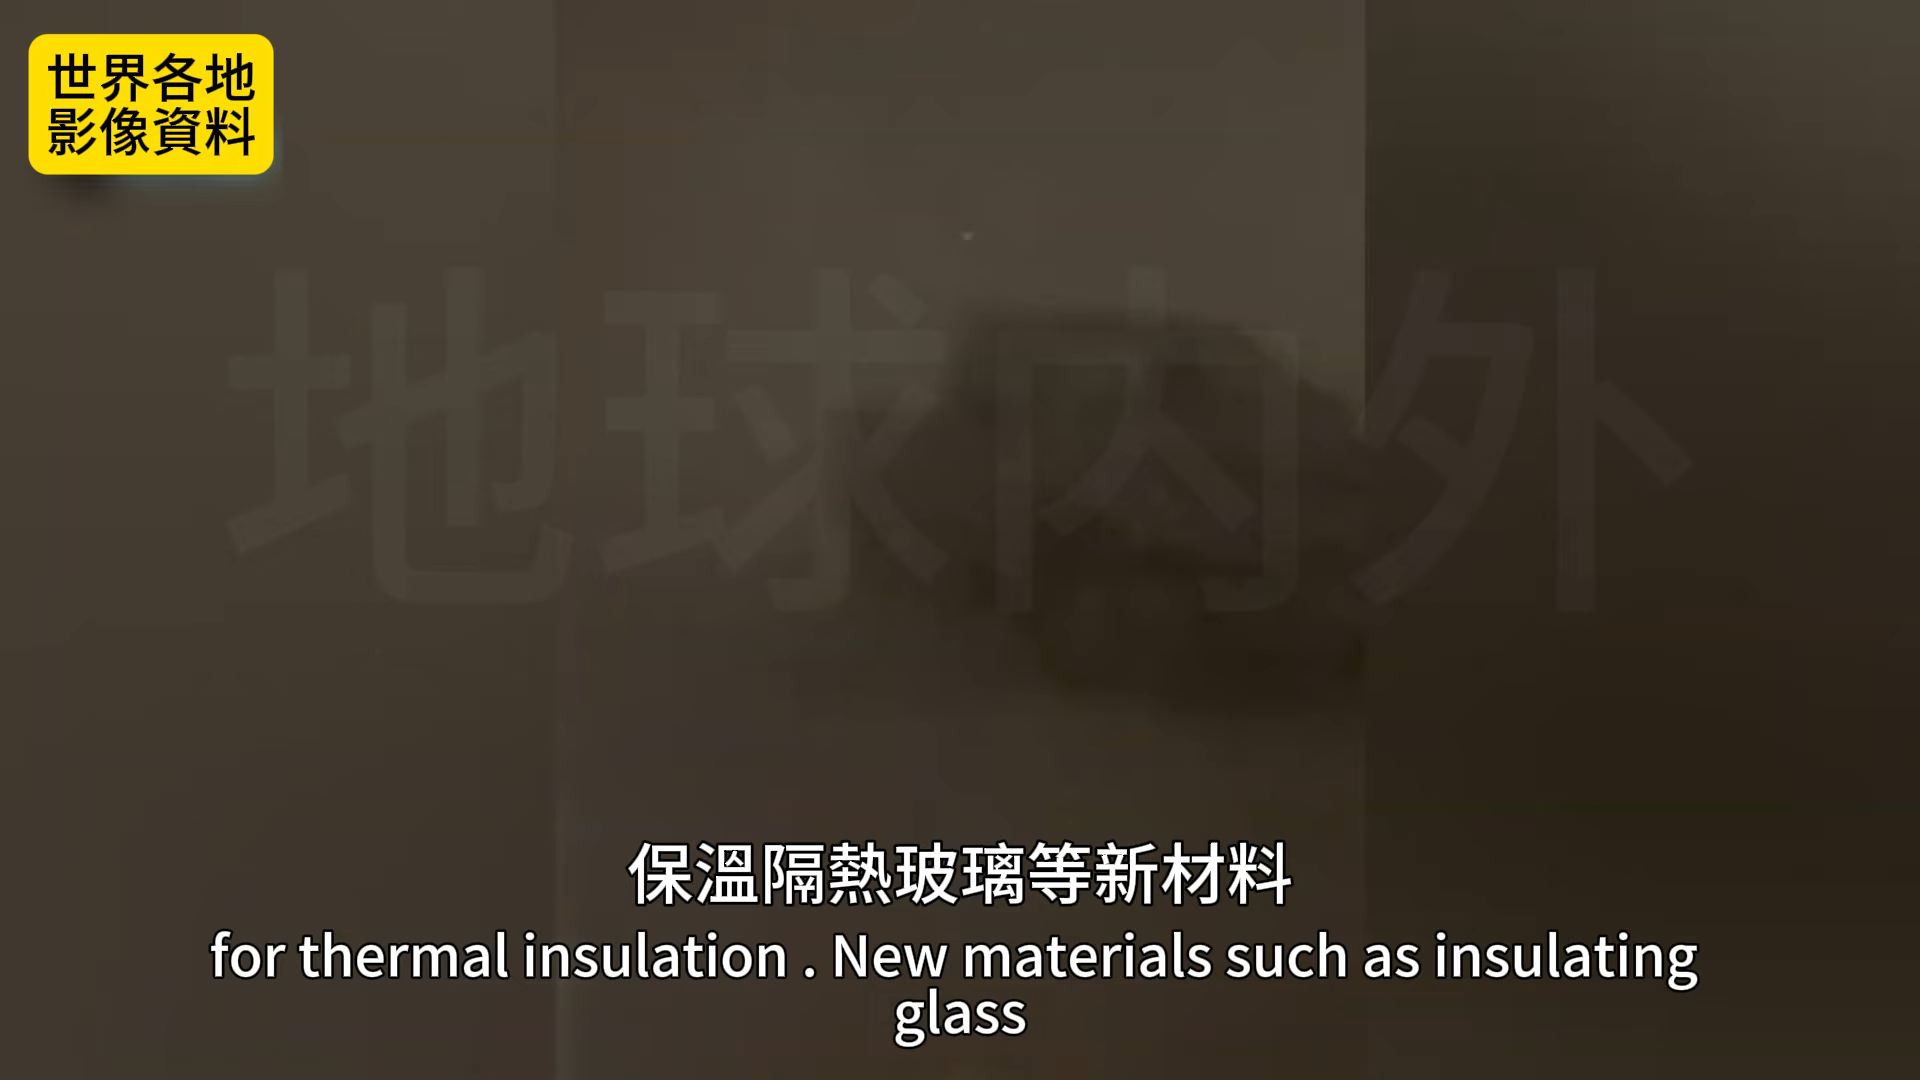 世界各地
影像資料
地球内外
保溫隔熱玻璃等新材料
for thermal insulation . New materials such as insulating
glass